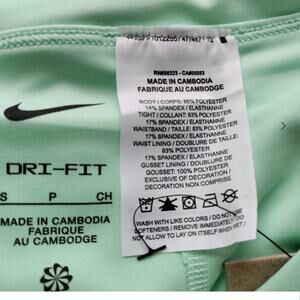 RN#56323 - CA#05553
MADE IN CAMBODIA
FABRIQUE AU CAMBODGE
BODY / CORPS: 86% POLYESTER
14% SPANDEX / ELASTHANNE
TIGHT / COLLANT: 83% POLYESTER
17% SPANDEX / ELASTHANNE
WAISTBAND / TAILLE: 83% POLYESTER
17% SPANDEX / ELASTHANNE
WAIST LINING / DOUBLURE DE TAILLE:
83% POLYESTER
17% SPANDEX / ELASTHANNE
GUSSET LINING / DOUBLURE DE
GOUSSET: 100% POLYESTER
EXCLUSIVE OF DECORATION /
DECORATION NON COMPRISE
WASH WITH LIKE COLORS / DO NOT
SOFTENERS / REMOVE IMMEDIATELY / DO
NOT ALLOW TO LAY ON ITSELF WHEN WET
DRI-FIT
S P CH
MADE IN CAMBODIA
FABRIQUE
AU CAMBODGE